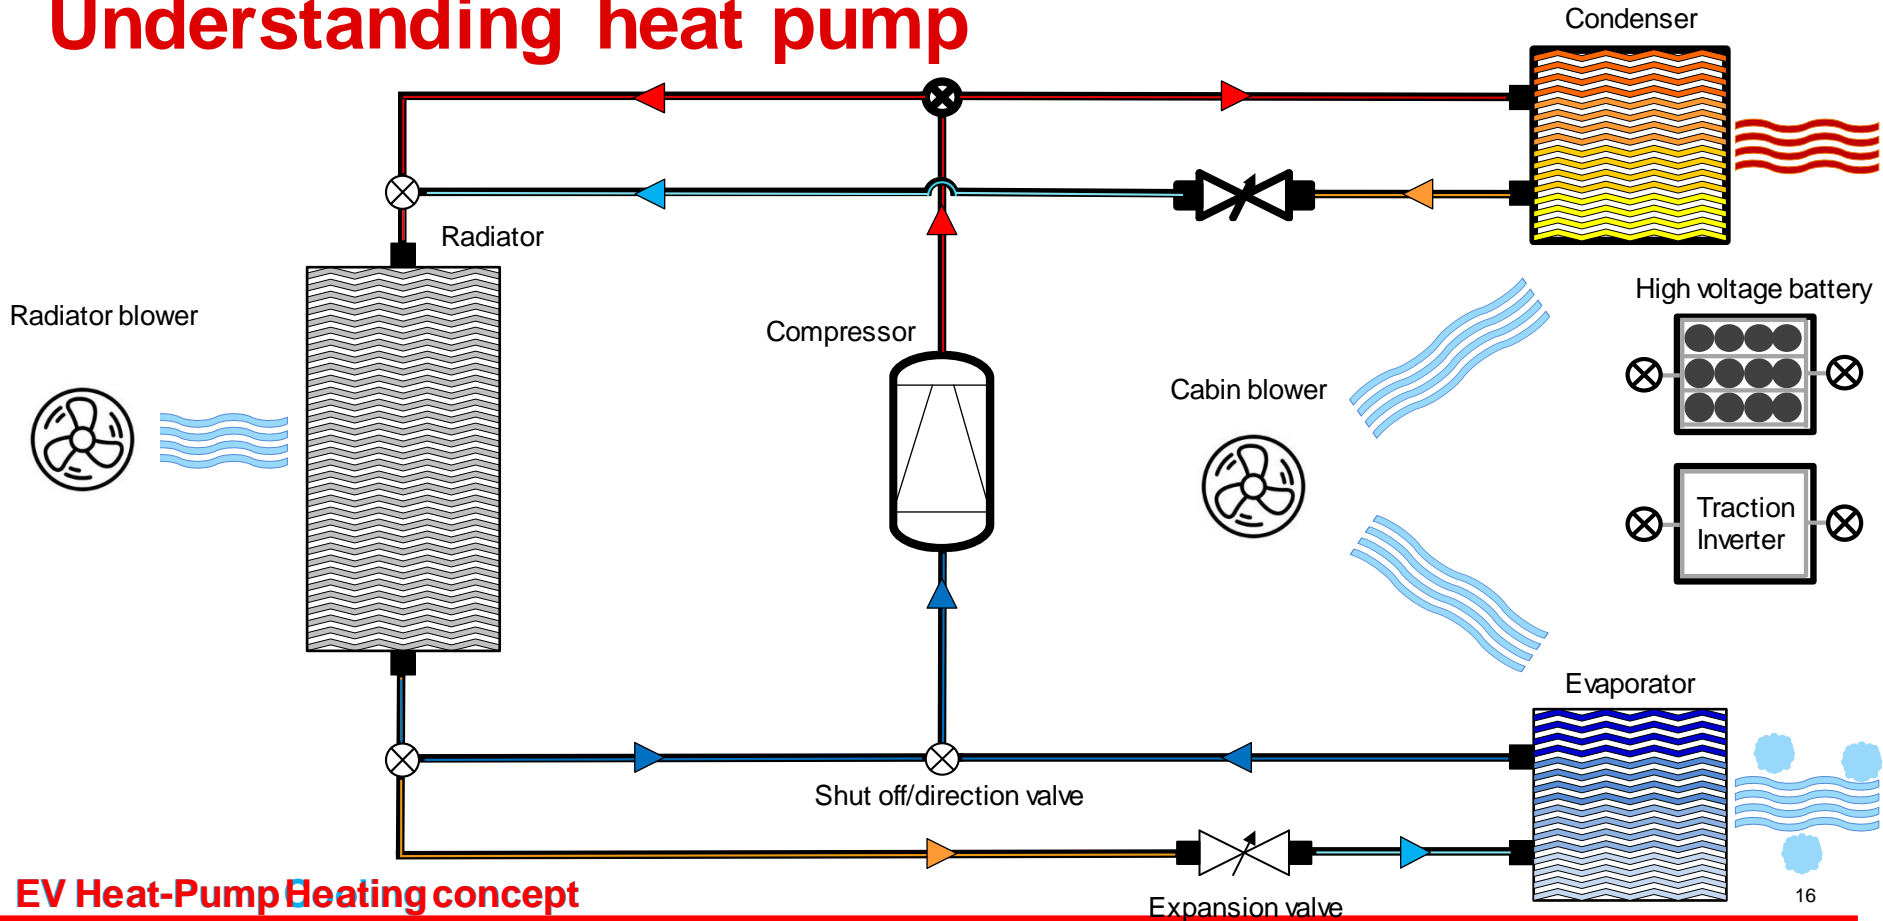 Understanding heat pump
Condenser
Radiator
Radiator blower
High voltage battery
Compressor
Cabin blower
Traction
Inverter
Evaporator
Shut off/direction valve
EV Heat-Pump Heating concept
16
Expansion valve